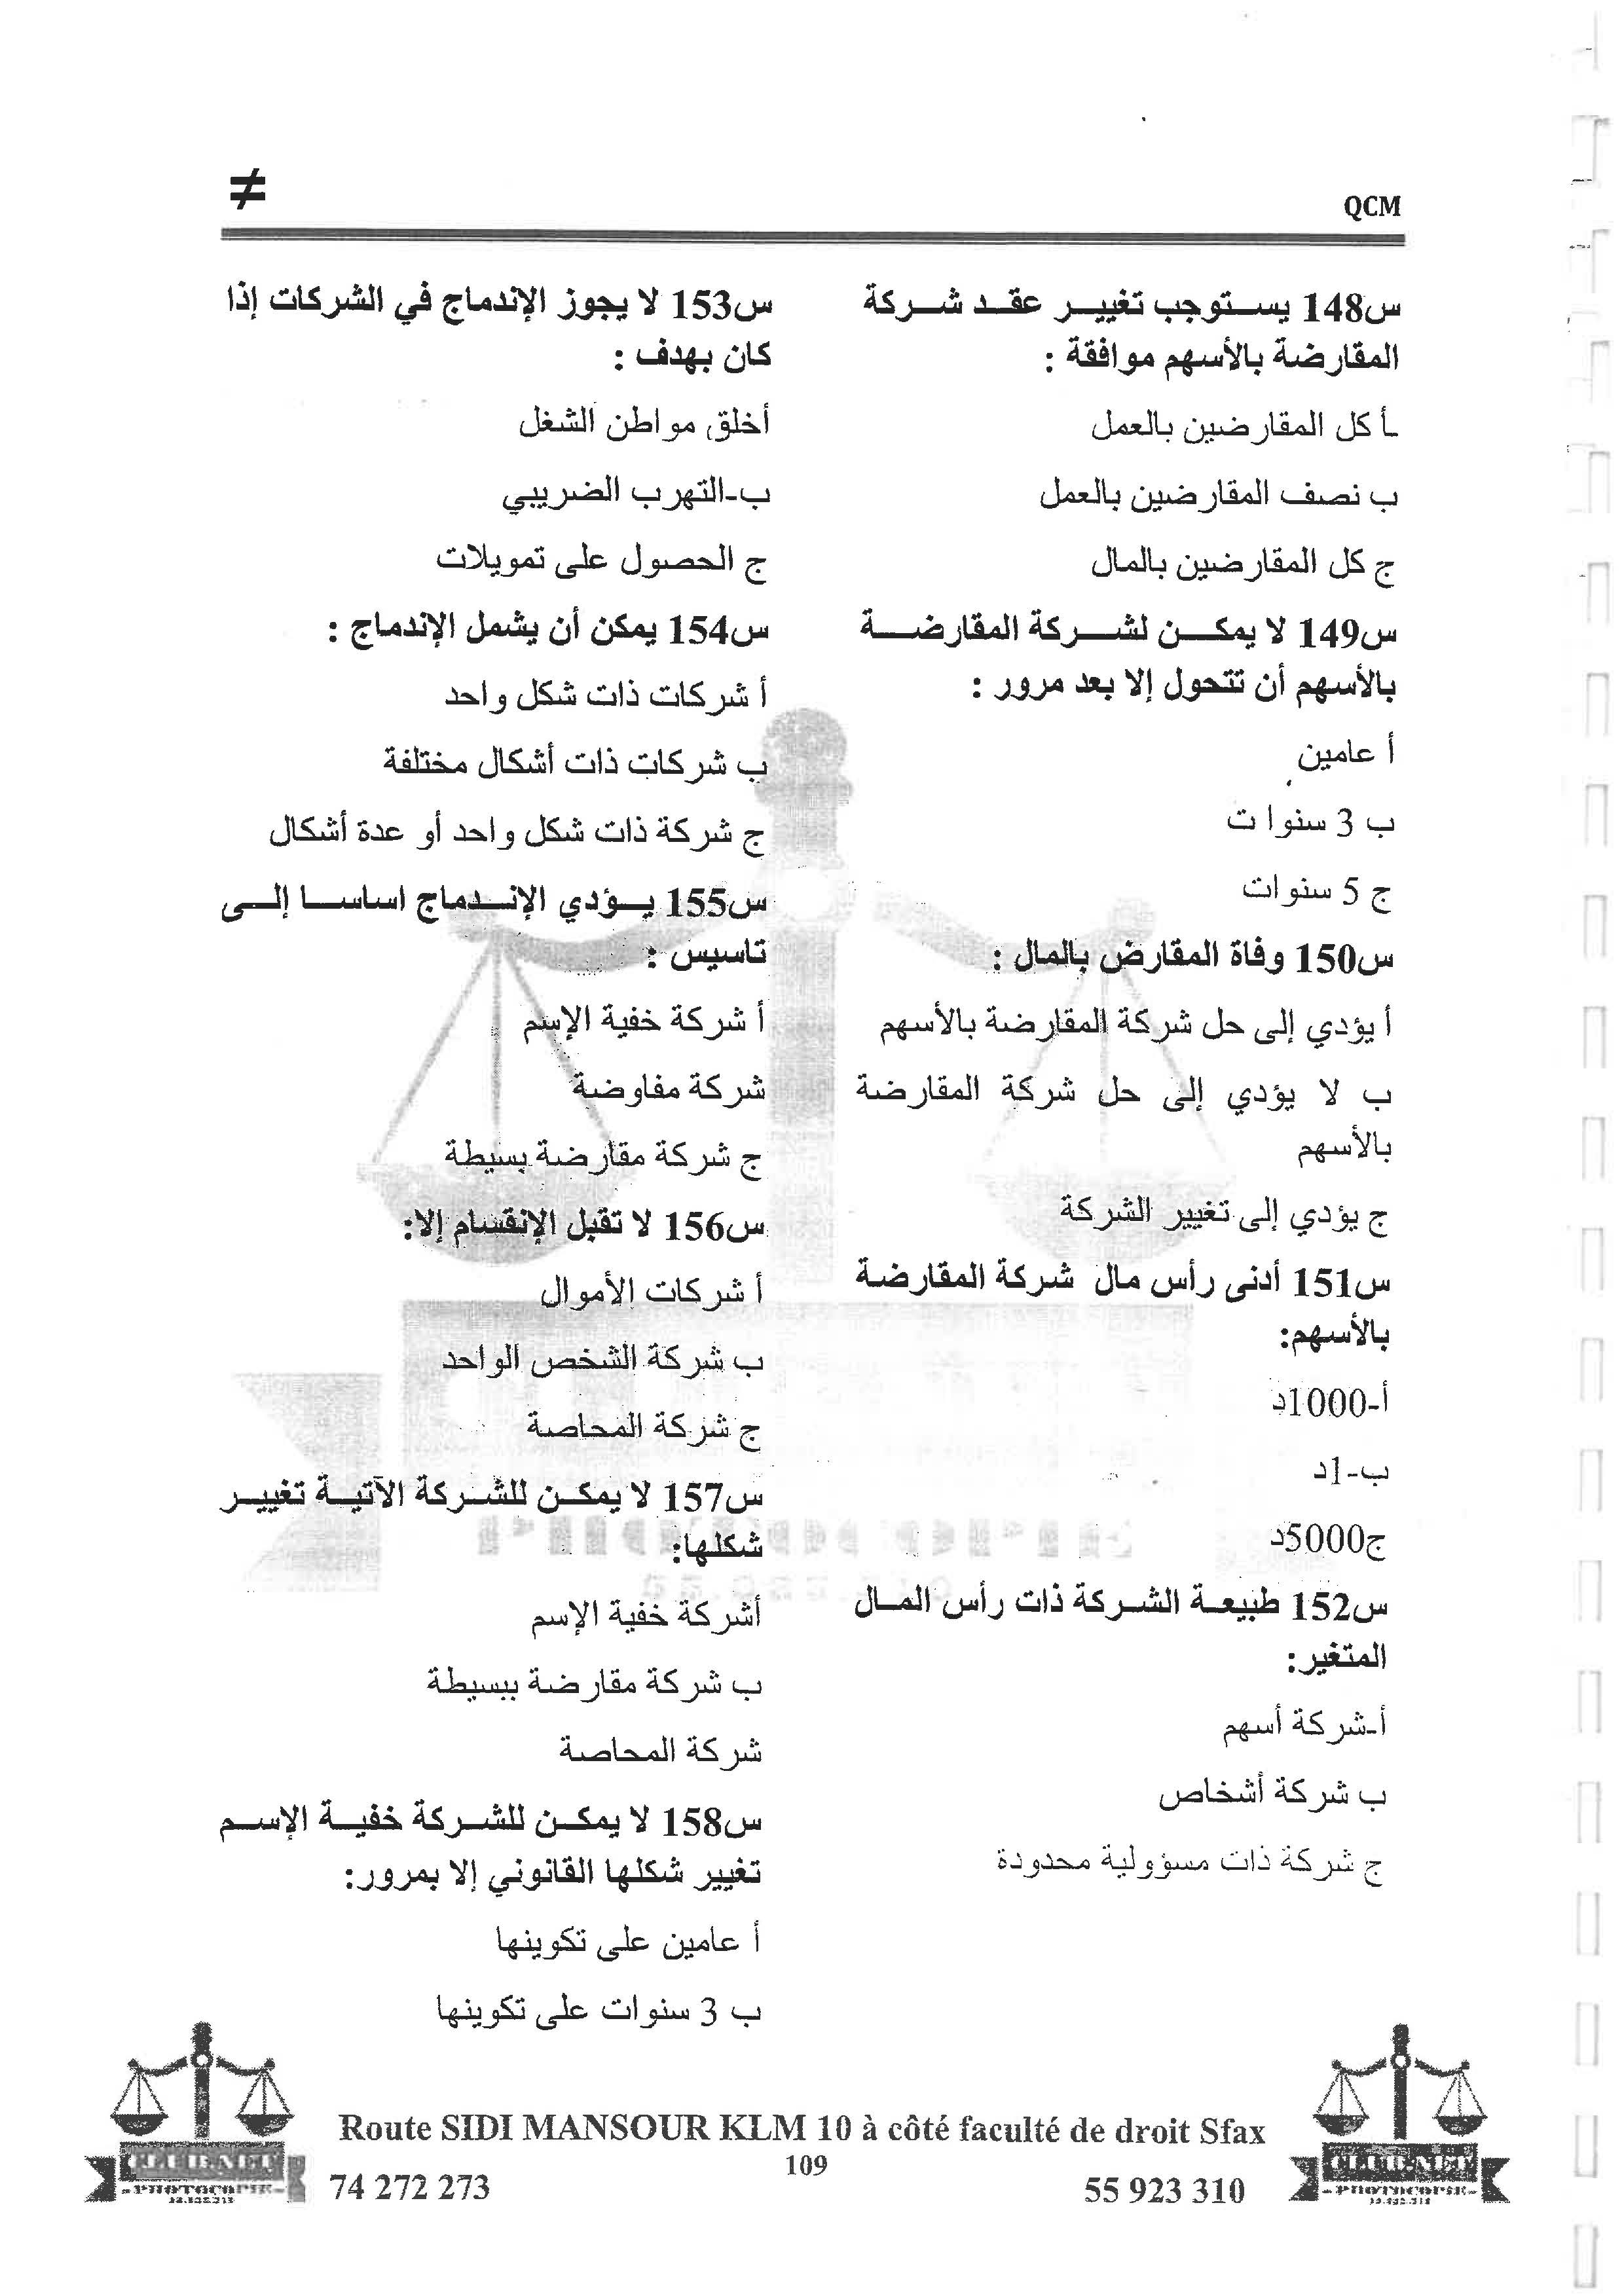 QCM
س148 يستوجب تغيير عقد شركة
المقارضة بالأسهم موافقة :
ـأ كل المقارضين بالعمل
ب نصف المقارضين بالعمل
ج كل المقارضين بالمال
س149 لا يمكن لشركة المقارضة
بالأسهم أن تتحول إلا بعد مرور :
أ عامين
ب 3 سنوا ت
ج 5 سنوات
س150 وفاة المقارض بالمال :
أ يؤدي إلى حل شركة المقارضة بالأسهم
ب لا يؤدي إلى حل شركة المقارضة
بالأسهم
ج يؤدي إلى تغيير الشركة
س151 أدنى رأس مال شركة المقارضة
بالأسهم:
أ-1000د
ب-1د
ج5000د
س152 طبيعة الشركة ذات رأس المال
المتغير:
أ-شركة أسهم
ب شركة أشخاص
ج شركة ذات مسؤولية محدودة
س153 لا يجوز الإندماج في الشركات إذا
كان بهدف :
أخلق مواطن الشغل
ب-التهرب الضريبي
ج الحصول على تمويلات
س154 يمكن أن يشمل الإندماج :
أ شركات ذات شكل واحد
ب شركات ذات أشكال مختلفة
ج شركة ذات شكل واحد أو عدة أشكال
س155 يؤدي الإندماج اساسا إلى
تاسيس :
أ شركة خفية الإسم
شركة مفاوضة
ج شركة مقارضة بسيطة
س156 لا تقبل الإنقسام إلا:
أ شركات الأموال
ب شركة الشخص الواحد
ج شركة المحاصة
س157 لا يمكن للشركة الآتية تغيير
شكلها:
أشركة خفية الإسم
ب شركة مقارضة ببسيطة
شركة المحاصة
س158 لا يمكن للشركة خفية الإسم
تغيير شكلها القانوني إلا بمرور:
أ عامين على تكوينها
ب 3 سنوات على تكوينها
Route SIDI MANSOUR KLM 10 à côté faculté de droit Sfax
109
74 272 273
55 923 310
CLUB.NET
-PHOTOCOPIE-